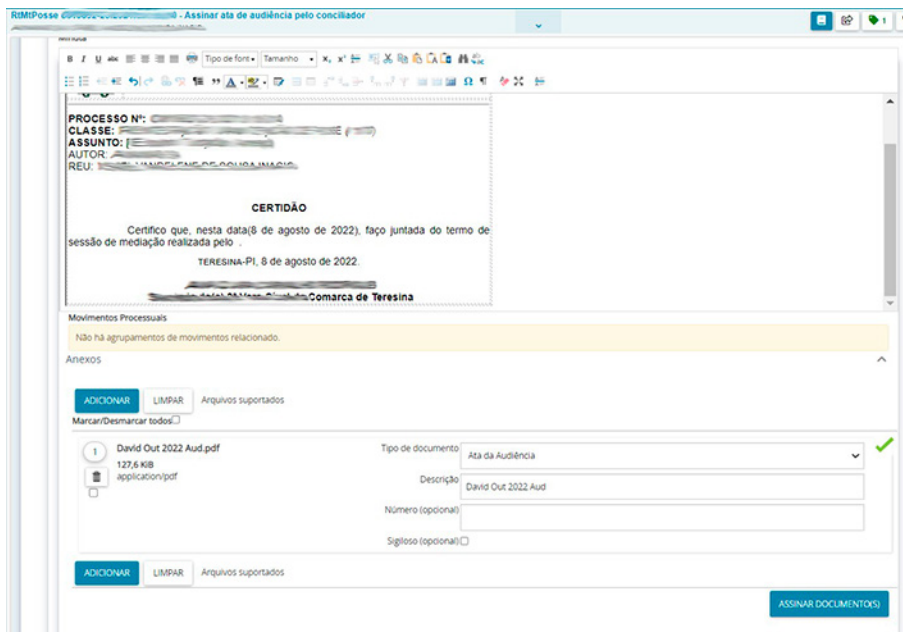 RtMtPosse - Assinar ata de audiência pelo conciliador
1
Minuta
B I U abc Tipo de font Tamanho x, x'
PROCESSO Nº:
CLASSE:
ASSUNTO: [
AUTOR:
REU:
CERTIDÃO
Certifico que, nesta data(8 de agosto de 2022), faço juntada do termo de
sessão de mediação realizada pelo .
TERESINA-PI, 8 de agosto de 2022.
Comarca de Teresina
Movimentos Processuais
Não há agrupamentos de movimentos relacionado.
Anexos
ADICIONAR LIMPAR Arquivos suportados
Marcar/Desmarcar todos
1 David Out 2022 Aud.pdf Tipo de documento Ata da Audiência
127,6 KiB
application/pdf
Descrição David Out 2022 Aud
Número (opcional)
Sigiloso (opcional)
ADICIONAR LIMPAR Arquivos suportados
ASSINAR DOCUMENTO(S)